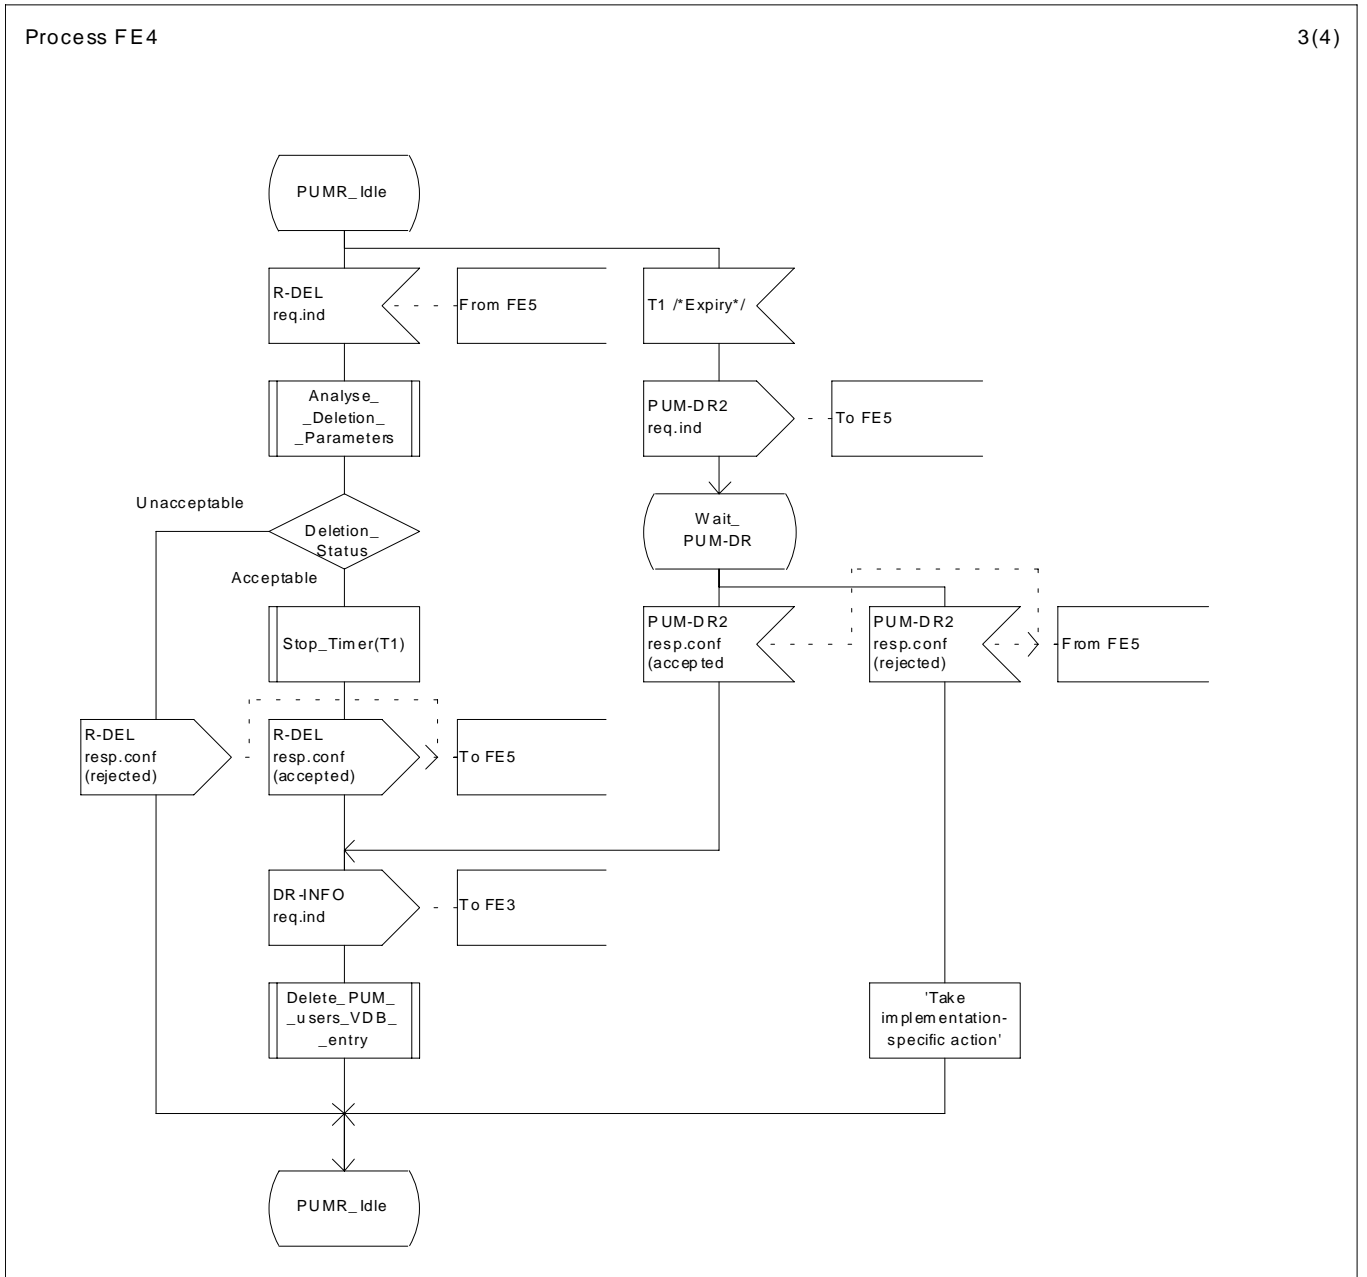 Process FE4
3(4)
PUMR_Idle
R-DEL
req.ind
From FE5
T1 /*Expiry*/
Analyse_
_Deletion_
_Parameters
PUM-DR2
req.ind
To FE5
Unacceptable
Deletion_
Status
Wait_
PUM-DR
Acceptable
Stop_Timer(T1)
PUM-DR2
resp.conf
(accepted
PUM-DR2
resp.conf
(rejected)
From FE5
R-DEL
resp.conf
(rejected)
R-DEL
resp.conf
(accepted)
To FE5
DR-INFO
req.ind
To FE3
Delete_PUM_
_users_VDB_
_entry
'Take
implementation-
specific action'
PUMR_Idle